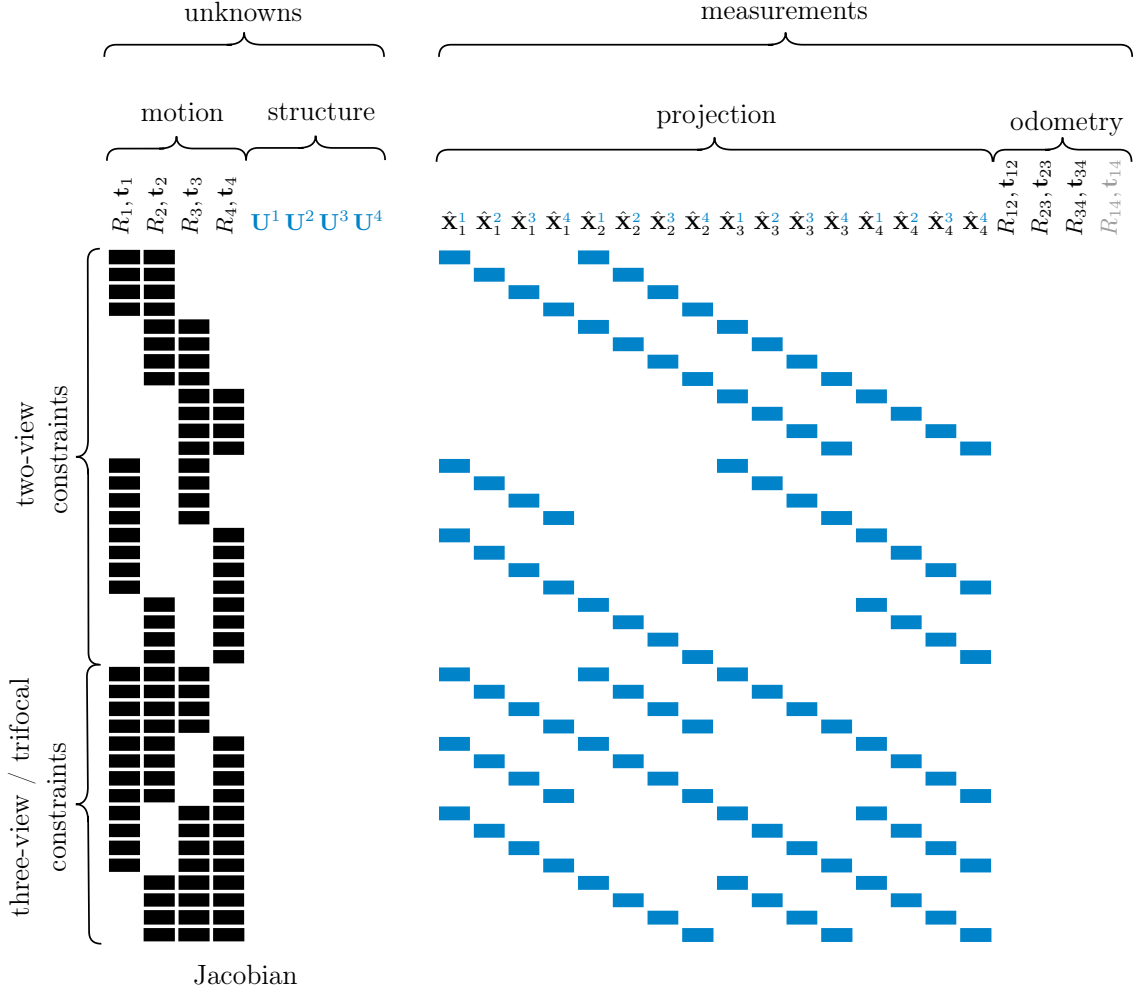 unknowns measurements
motion structure projection odometry
R₁, t₁ R₂, t₂ R₃, t₃ R₄, t₄ U¹ U² U³ U⁴ x̂₁¹ x̂₁² x̂₁³ x̂₁⁴ x̂₂¹ x̂₂² x̂₂³ x̂₂⁴ x̂₃¹ x̂₃² x̂₃³ x̂₃⁴ x̂₄¹ x̂₄² x̂₄³ x̂₄⁴ R₁₂, t₁₂ R₂₃, t₂₃ R₃₄, t₃₄ R₁₄, t₁₄
two-view
constraints
three-view / trifocal
constraints
Jacobian